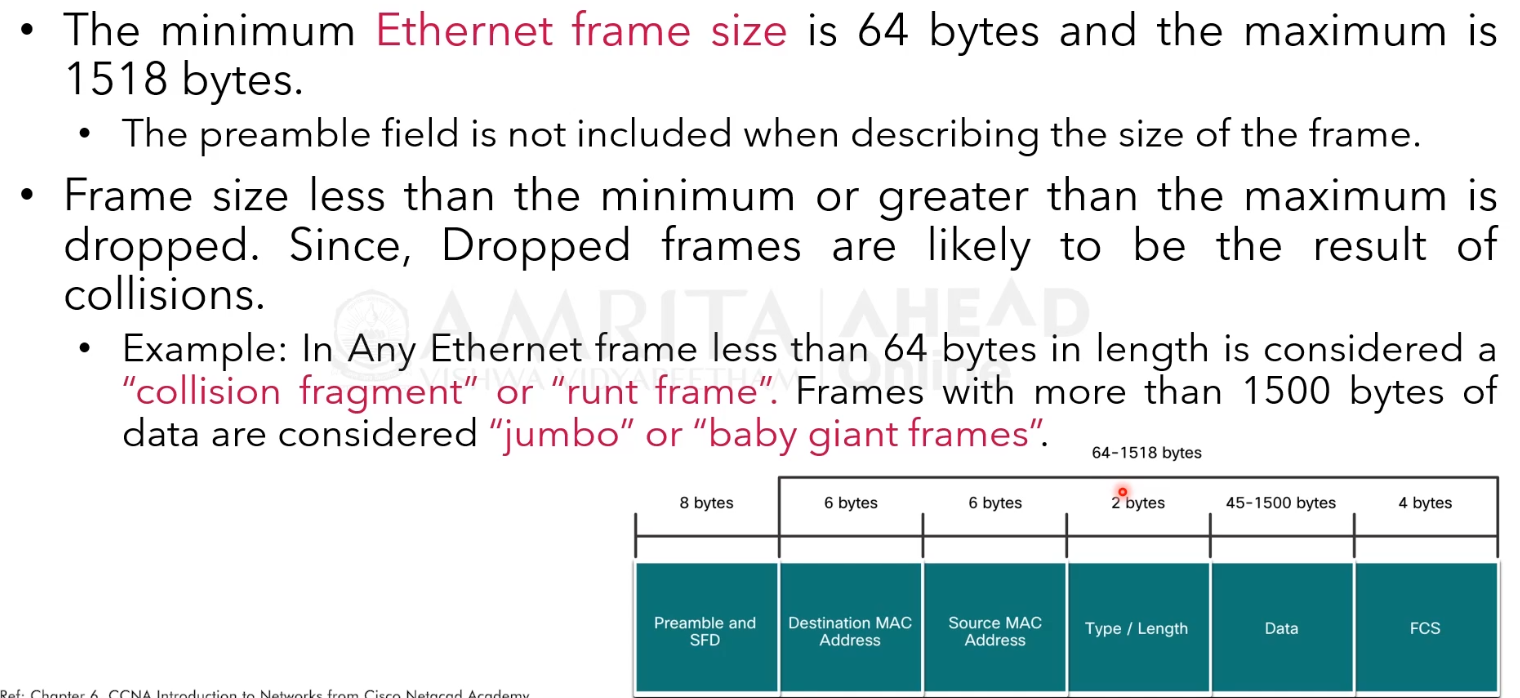 • The minimum Ethernet frame size is 64 bytes and the maximum is
1518 bytes.
• The preamble field is not included when describing the size of the frame.
• Frame size less than the minimum or greater than the maximum is
dropped. Since, Dropped frames are likely to be the result of
collisions.
• Example: In Any Ethernet frame less than 64 bytes in length is considered a
“collision fragment” or “runt frame”. Frames with more than 1500 bytes of
data are considered “jumbo” or “baby giant frames”.
AMRITA AHEAD
VISHWA VIDYAPEETHAM Online
64-1518 bytes
8 bytes 6 bytes 6 bytes 2 bytes 45-1500 bytes 4 bytes
Preamble and SFD Destination MAC Address Source MAC Address Type / Length Data FCS
Ref: Chapter 6, CCNA Introduction to Networks from Cisco Netacad Academy